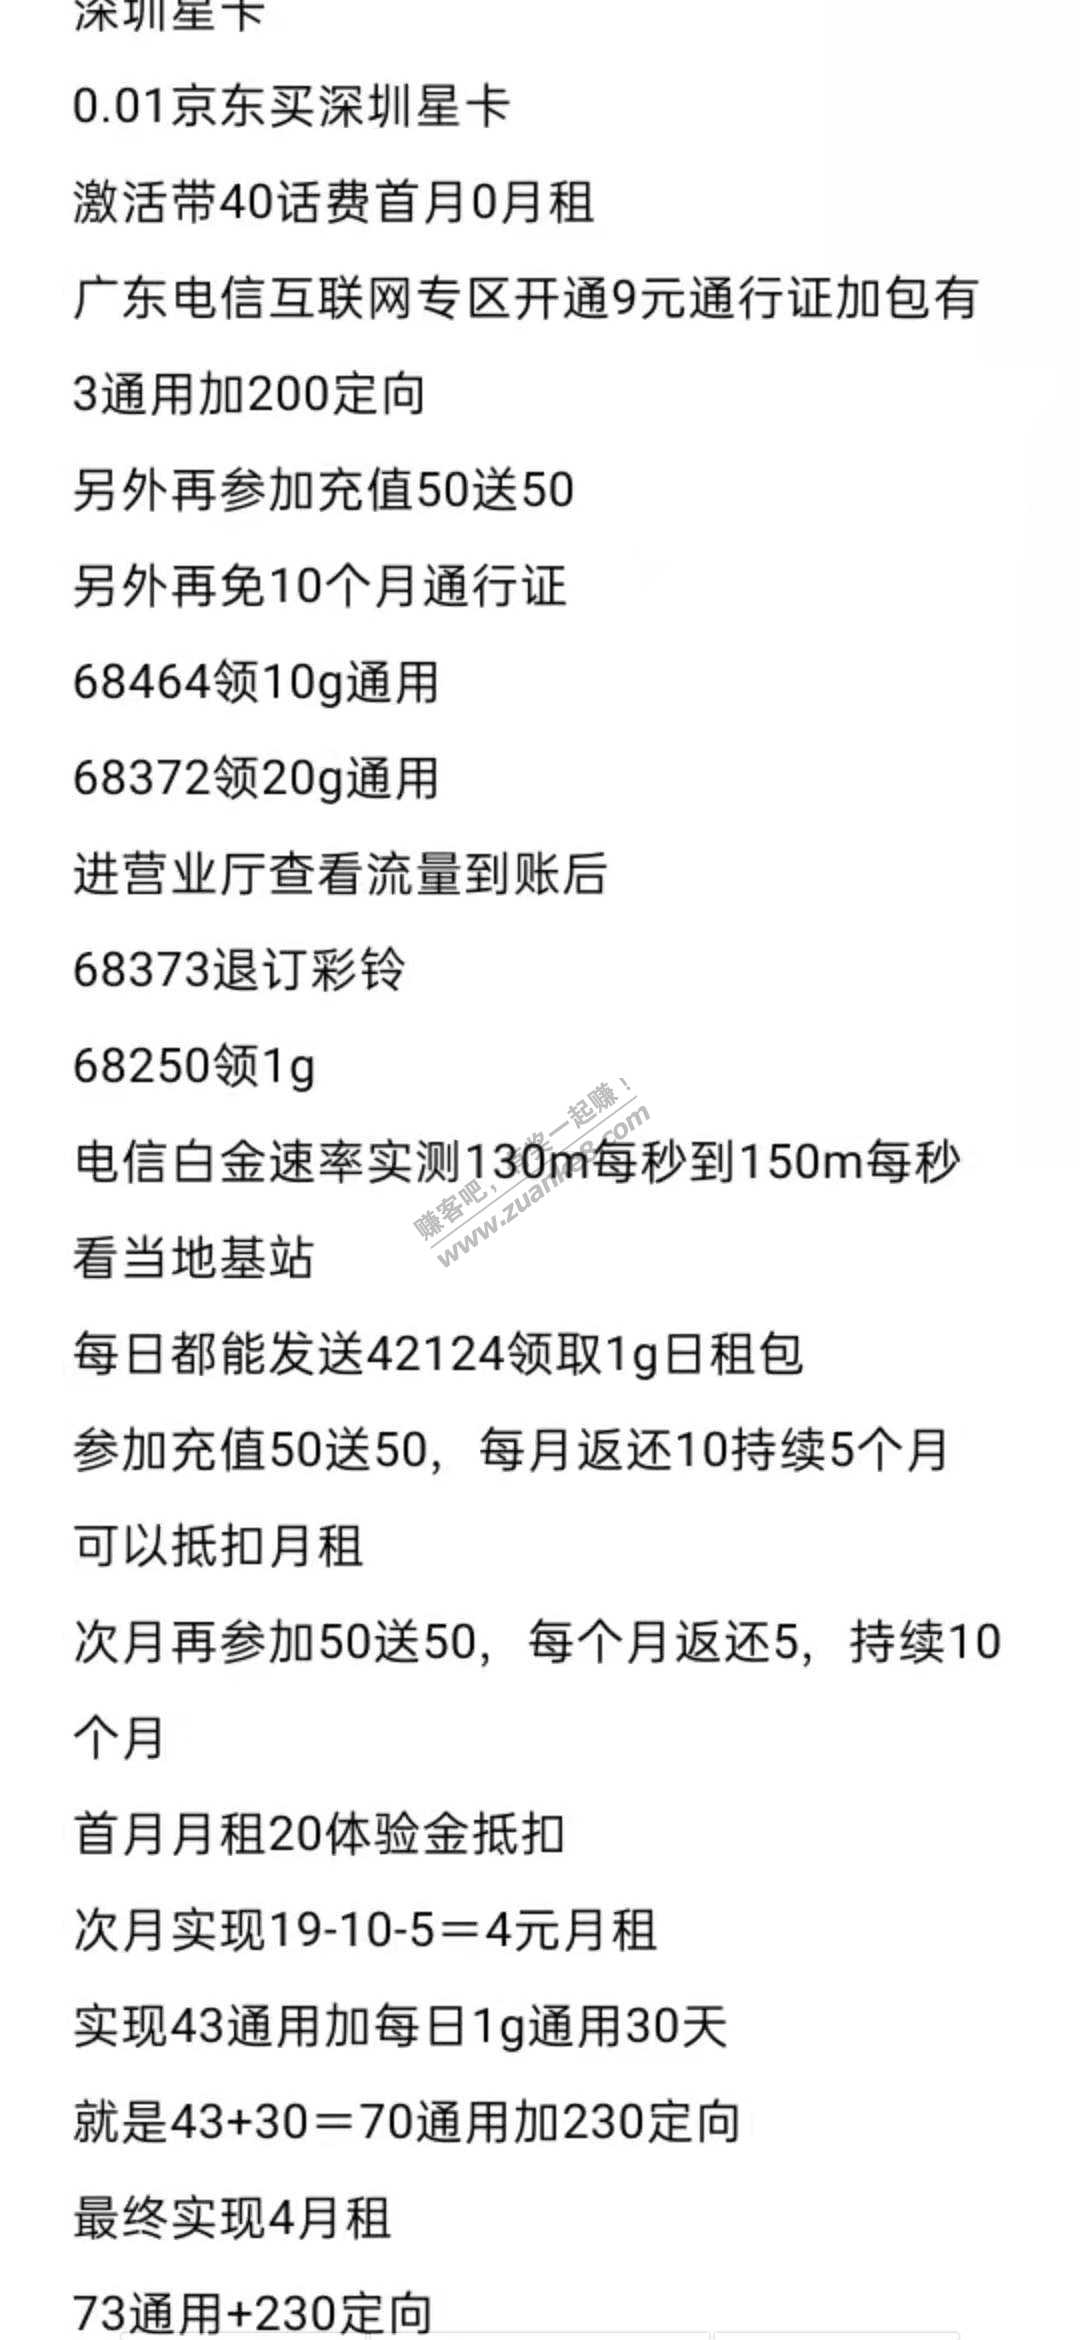 深圳星卡
0.01京东买深圳星卡
激活带40话费首月0月租
广东电信互联网专区开通9元通行证加包有
3通用加200定向
另外再参加充值50送50
另外再免10个月通行证
68464领10g通用
68372领20g通用
进营业厅查看流量到账后
68373退订彩铃
68250领1g
电信白金速率实测130m每秒到150m每秒
看当地基站
每日都能发送42124领取1g日租包
参加充值50送50，每月返还10持续5个月
可以抵扣月租
次月再参加50送50，每个月返还5，持续10
个月
首月月租20体验金抵扣
次月实现19-10-5＝4元月租
实现43通用加每日1g通用30天
就是43+30＝70通用加230定向
最终实现4月租
73通用+230定向
赚客吧，有奖一起赚！
www.zuanke8.com